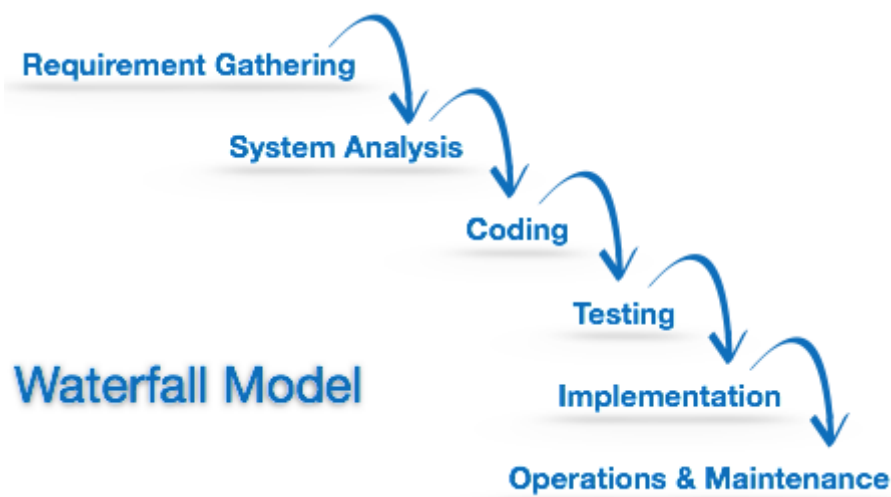 Requirement Gathering
System Analysis
Coding
Testing
Waterfall Model
Implementation
Operations & Maintenance